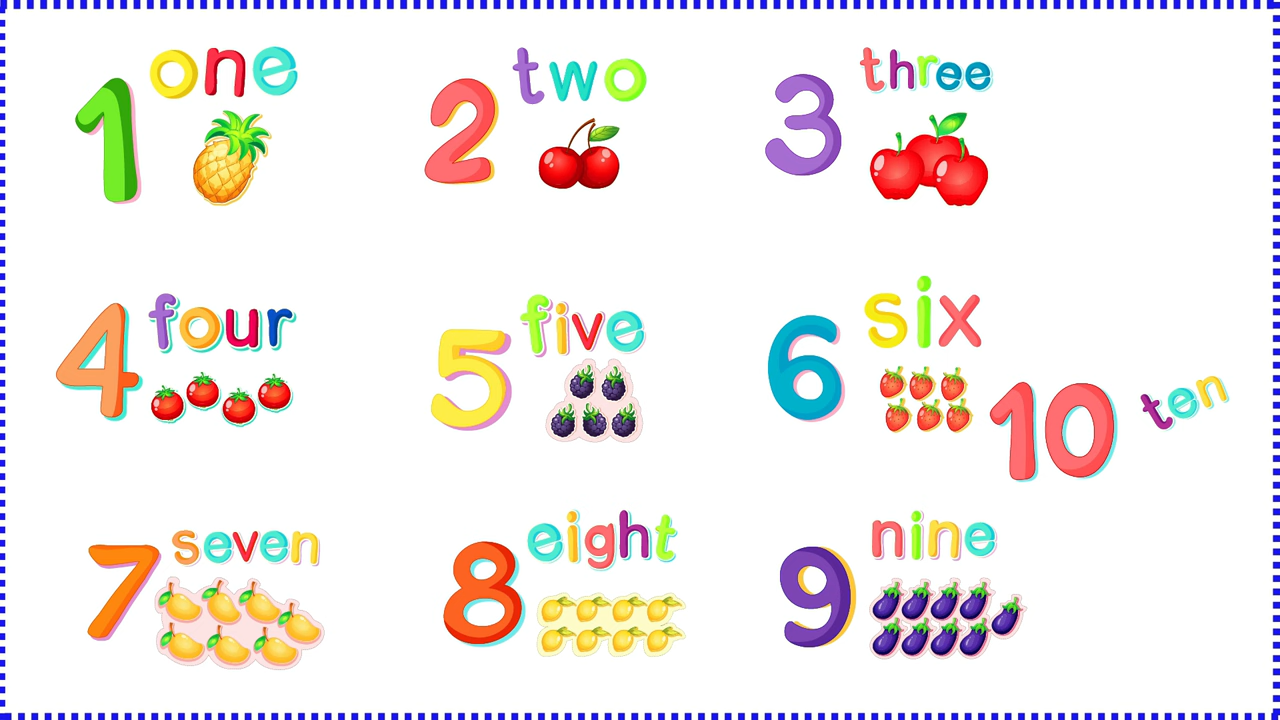 1 one
2 two
3 three
4 four
5 five
6 six
10 ten
7 seven
8 eight
9 nine